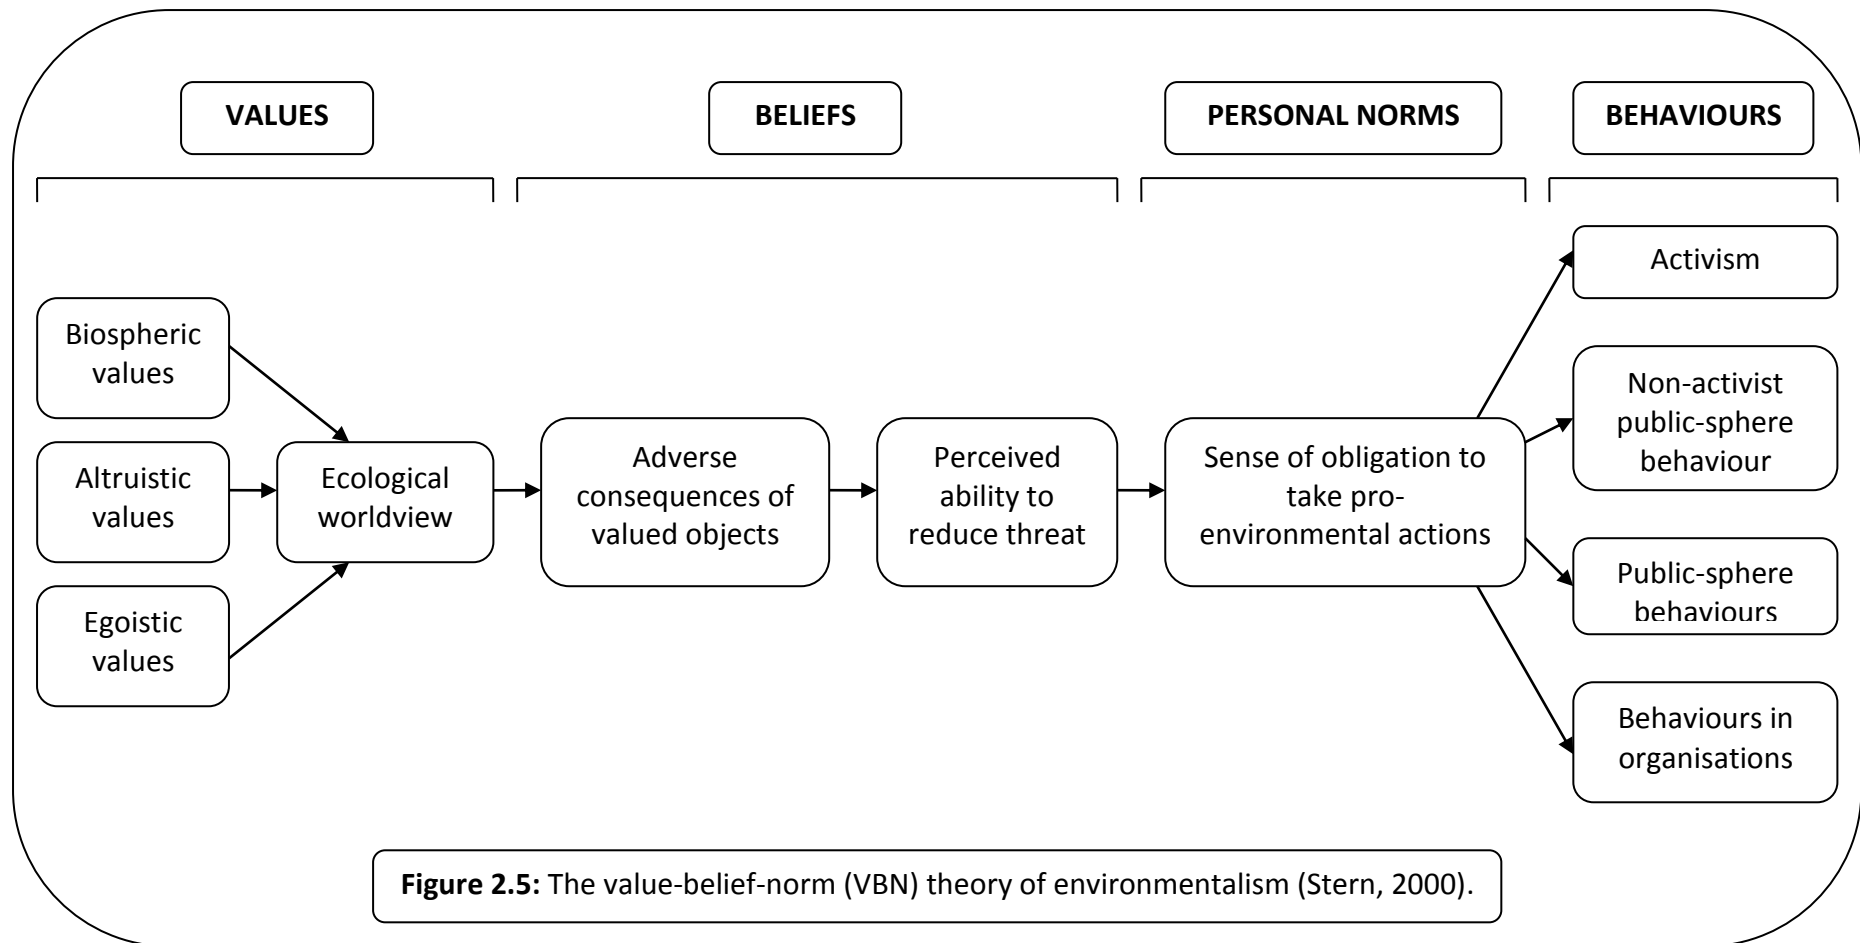 VALUES
BELIEFS
PERSONAL NORMS
BEHAVIOURS
Biospheric
values
Altruistic
values
Egoistic
values
Ecological
worldview
Adverse
consequences of
valued objects
Perceived
ability to
reduce threat
Sense of obligation to
take pro-
environmental actions
Activism
Non-activist
public-sphere
behaviour
Public-sphere
behaviours
Behaviours in
organisations
Figure 2.5: The value-belief-norm (VBN) theory of environmentalism (Stern, 2000).